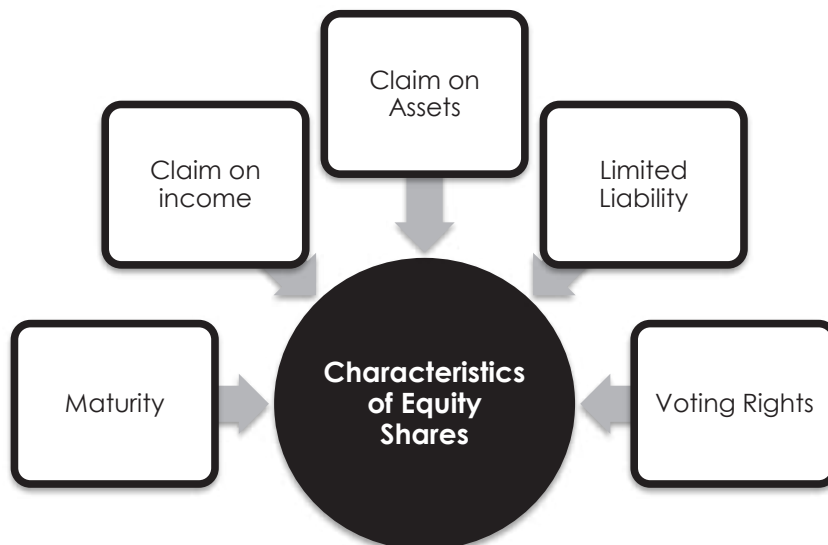 Claim on
Assets
Claim on
income
Limited
Liability
Maturity
Characteristics
of Equity
Shares
Voting Rights